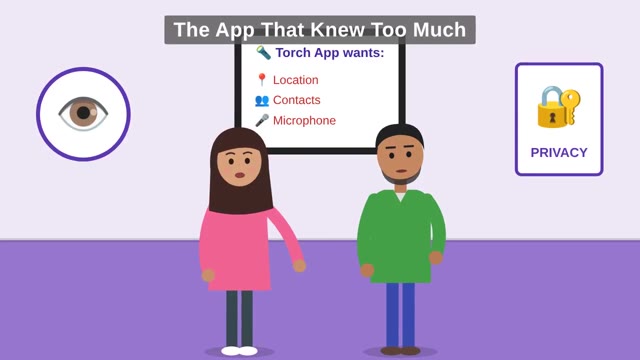 The App That Knew Too Much
Torch App wants:
Location
Contacts
Microphone
PRIVACY